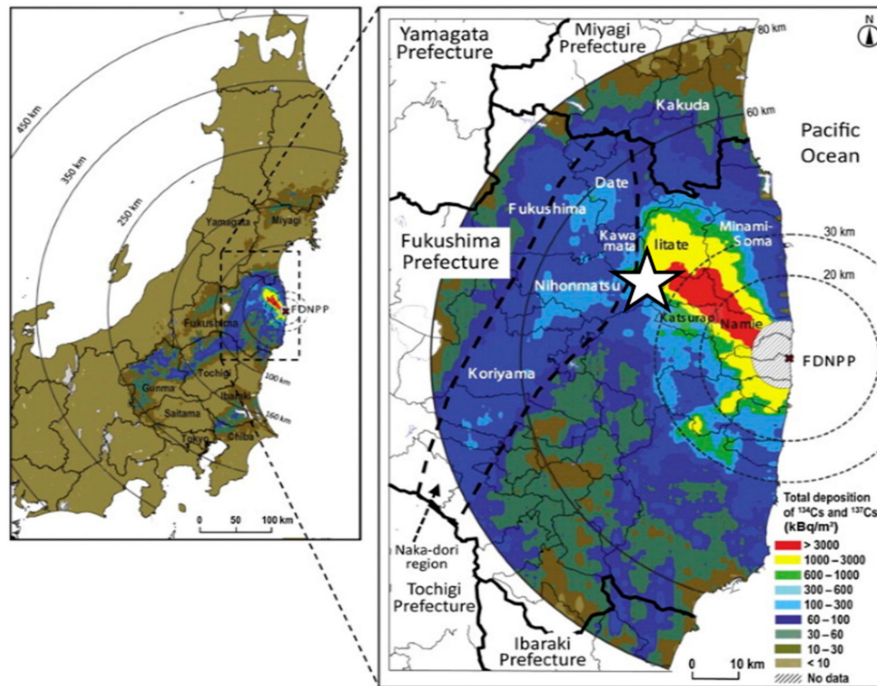 450 km
350 km
250 km
Yamagata
Miyagi
FDNPP
Fukushima
100 km
Tochigi
Gunma
Ibaraki
160 km
Saitama
Tokyo
Chiba
0 50 100 km
Yamagata
Prefecture
Miyagi
Prefecture
80 km
N
Kakuda
60 km
Pacific
Ocean
Date
Fukushima
Kawa
mata
Iitate
Minami-
Soma
30 km
Fukushima
Prefecture
20 km
Nihonmatsu
Katsurao
Namie
FDNPP
Koriyama
Naka-dori
region
Tochigi
Prefecture
Ibaraki
Prefecture
0 10 km
Total deposition
of ¹³⁴Cs and ¹³⁷Cs
(kBq/m²)
> 3000
1000 – 3000
600 – 1000
300 – 600
100 – 300
60 – 100
30 – 60
10 – 30
< 10
No data